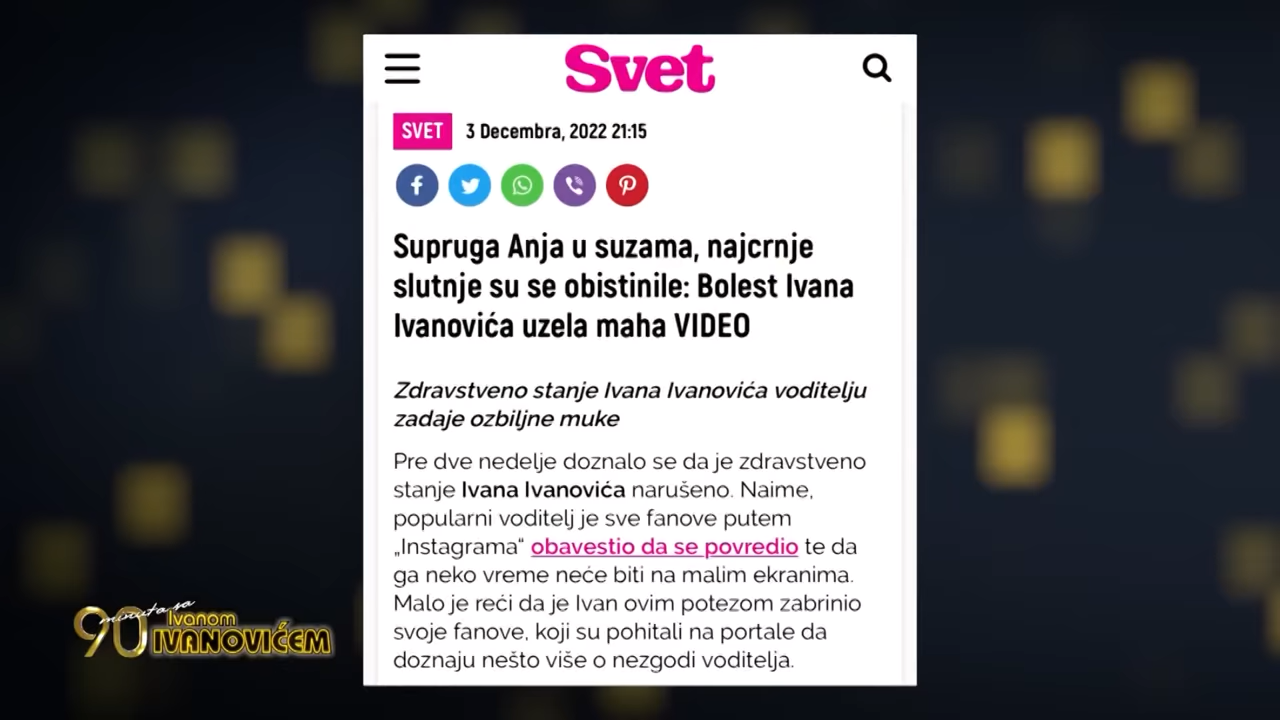 Svet
SVET 3 Decembra, 2022 21:15
Supruga Anja u suzama, najcrnje
slutnje su se obistinile: Bolest Ivana
Ivanovića uzela maha VIDEO
Zdravstveno stanje Ivana Ivanovića voditelju
zadaje ozbiljne muke
Pre dve nedelje doznalo se da je zdravstveno
stanje Ivana Ivanovića narušeno. Naime,
popularni voditelj je sve fanove putem
„Instagrama“ obavestio da se povredio te da
ga neko vreme neće biti na malim ekranima.
Malo je reći da je Ivan ovim potezom zabrinio
svoje fanove, koji su pohitali na portale da
doznaju nešto više o nezgodi voditelja.
90 minuta sa
Ivanom
IVANOVIĆEM